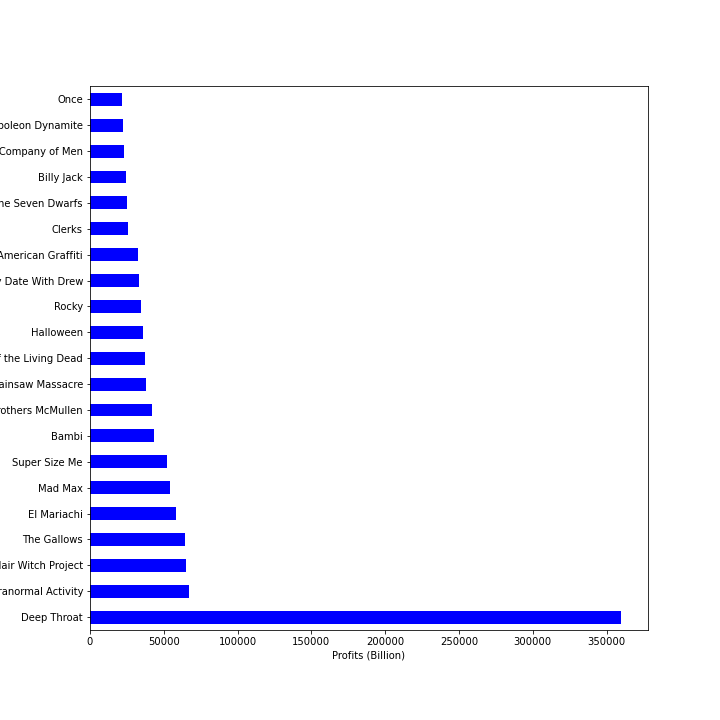 Once
poleon Dynamite
Company of Men
Billy Jack
he Seven Dwarfs
Clerks
American Graffiti
y Date With Drew
Rocky
Halloween
f the Living Dead
ainsaw Massacre
rothers McMullen
Bambi
Super Size Me
Mad Max
El Mariachi
The Gallows
lair Witch Project
ranormal Activity
Deep Throat
0 50000 100000 150000 200000 250000 300000 350000
Profits (Billion)